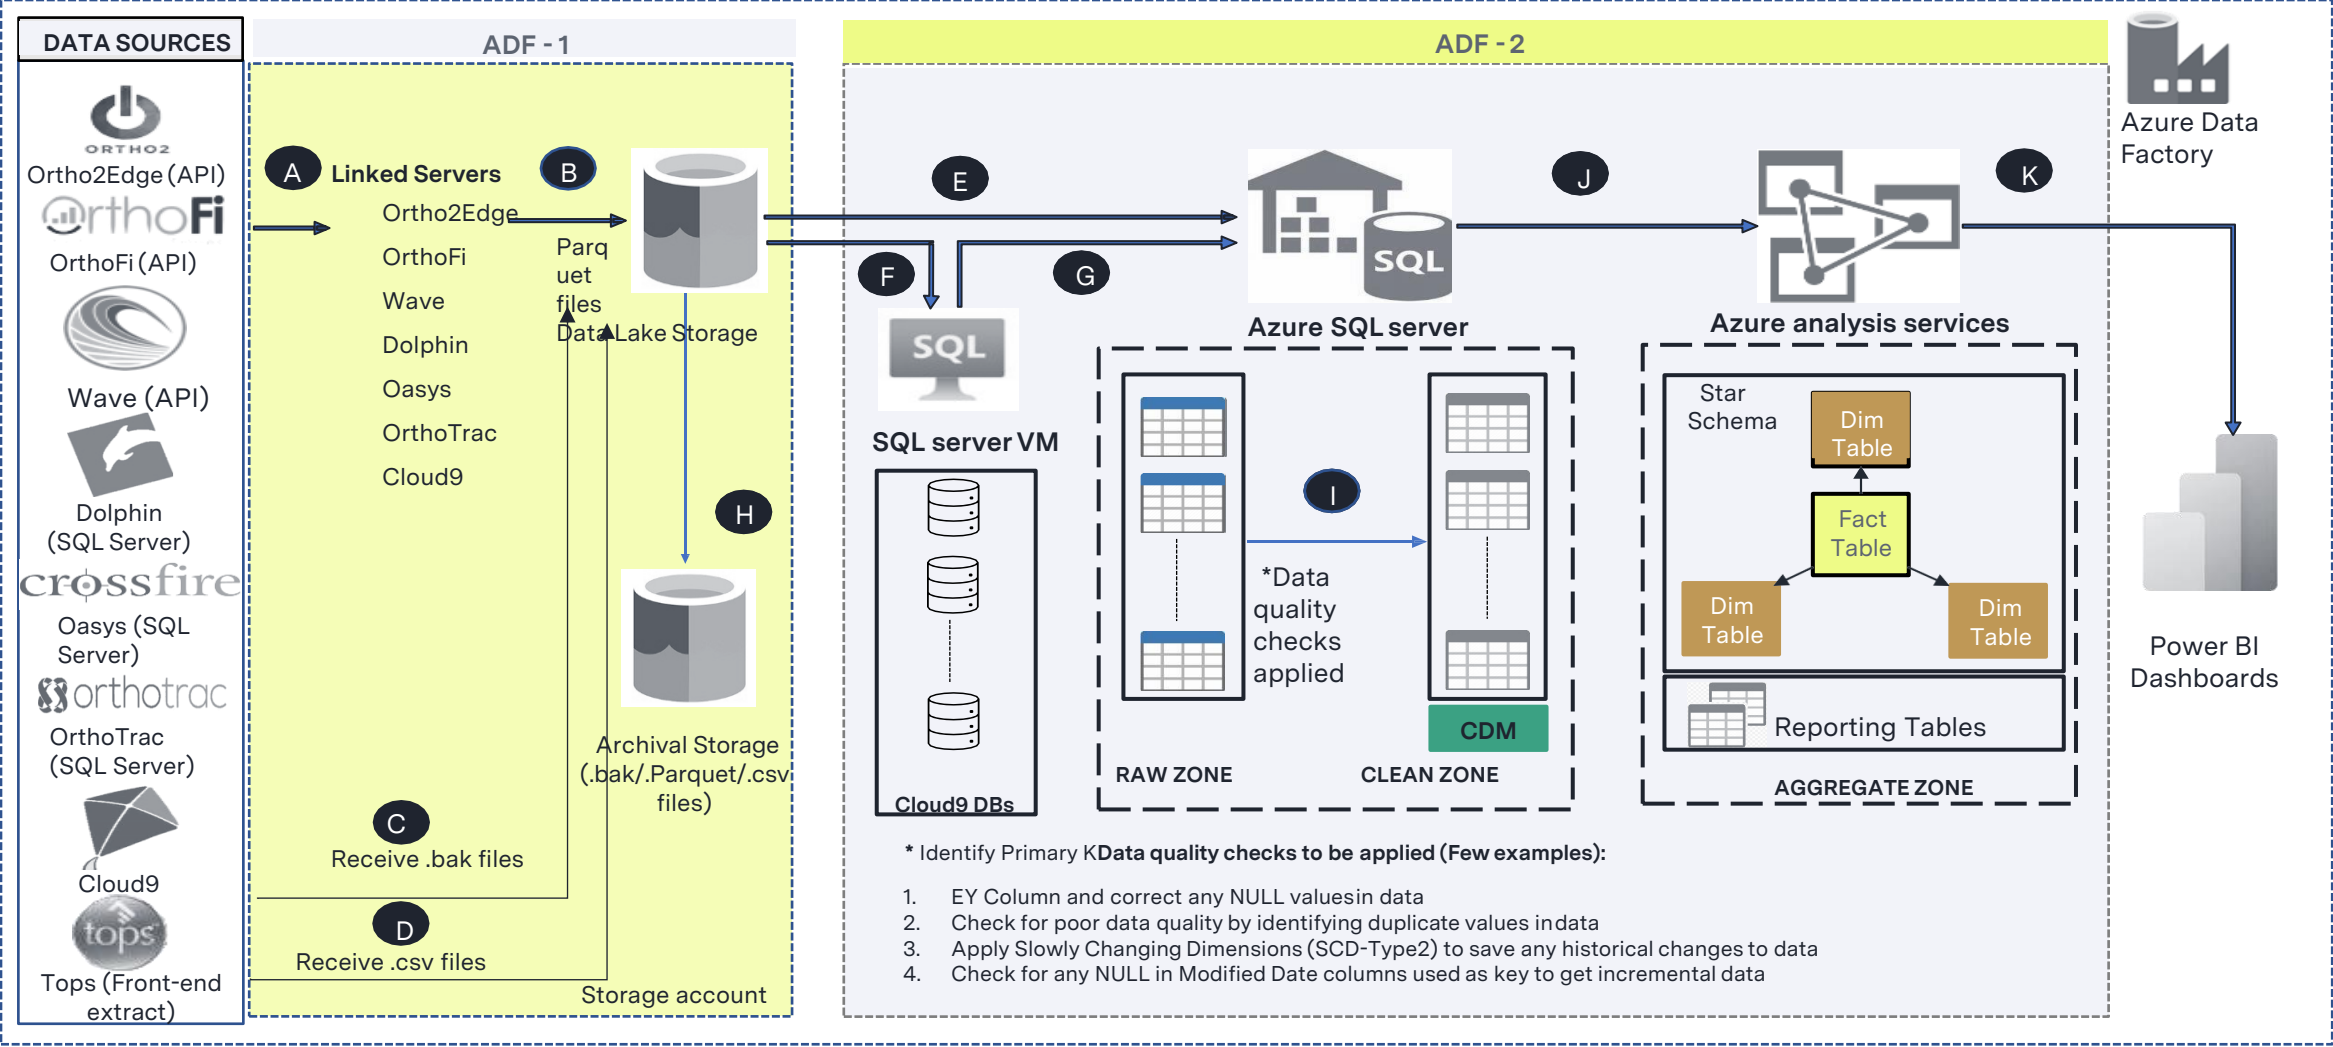 DATA SOURCES
ORTHO2
Ortho2Edge (API)
OrthoFi
OrthoFi (API)
Wave (API)
Dolphin
(SQL Server)
crossfire
Oasys (SQL
Server)
orthotrac
OrthoTrac
(SQL Server)
Cloud9
tops
Tops (Front-end
extract)
ADF - 1
A
Linked Servers
Ortho2Edge
OrthoFi
Wave
Dolphin
Oasys
OrthoTrac
Cloud9
B
Parq
uet
files
Data Lake Storage
H
Archival Storage
(.bak/.Parquet/.csv
files)
C
Receive .bak files
D
Receive .csv files
Storage account
ADF - 2
E
F
G
SQL
SQL server VM
Cloud9 DBs
SQL
Azure SQL server
I
*Data
quality
checks
applied
CDM
RAW ZONE
CLEAN ZONE
J
Azure analysis services
Star
Schema
Dim
Table
Fact
Table
Dim
Table
Dim
Table
Reporting Tables
AGGREGATE ZONE
* Identify Primary KData quality checks to be applied (Few examples):
1. EY Column and correct any NULL valuesin data
2. Check for poor data quality by identifying duplicate values in data
3. Apply Slowly Changing Dimensions (SCD-Type2) to save any historical changes to data
4. Check for any NULL in Modified Date columns used as key to get incremental data
K
Azure Data
Factory
Power BI
Dashboards